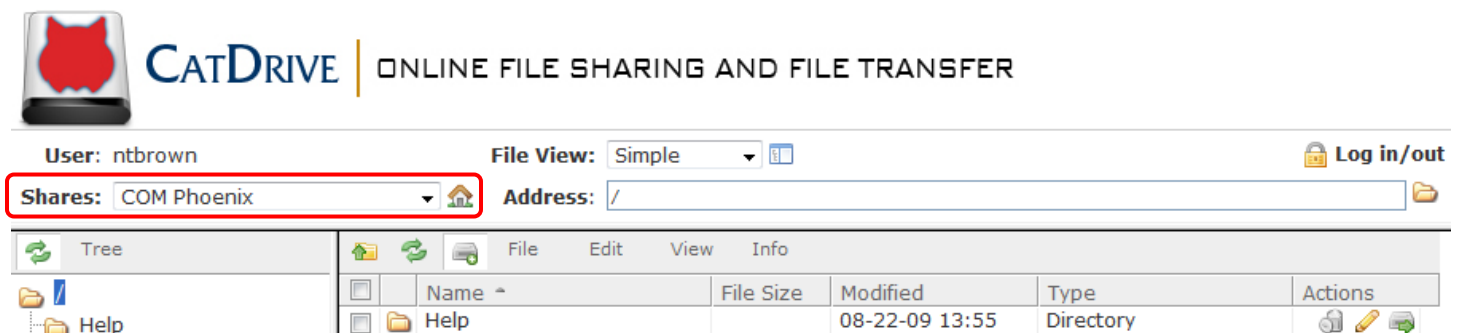 CATDRIVE ONLINE FILE SHARING AND FILE TRANSFER
User: ntbrown File View: Simple Log in/out
Shares: COM Phoenix Address: /
Tree File Edit View Info
/ Name File Size Modified Type Actions
Help Help 08-22-09 13:55 Directory